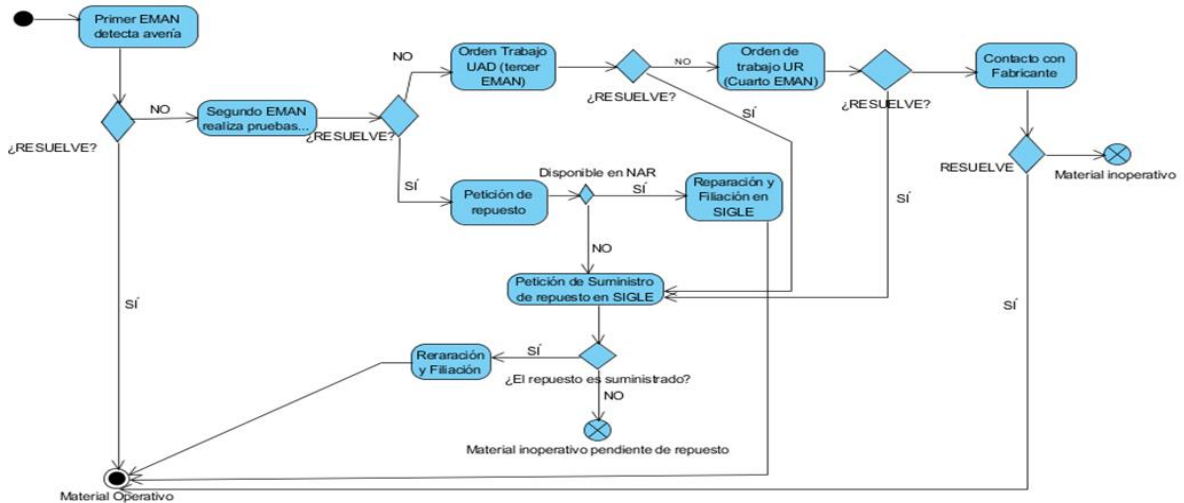 Primer EMAN
detecta avería
¿RESUELVE?
NO
SÍ
Segundo EMAN
realiza pruebas...
¿RESUELVE?
NO
SÍ
Orden Trabajo
UAD (tercer
EMAN)
¿RESUELVE?
NO
SÍ
Orden de
trabajo UR
(Cuarto EMAN)
¿RESUELVE?
SÍ
Contacto con
Fabricante
RESUELVE
SÍ
Material inoperativo
Petición de
repuesto
Disponible en NAR
SÍ
NO
Reparación y
Filiación en
SIGLE
Petición de Suministro
de repuesto en SIGLE
SÍ
¿El repuesto es suministrado?
NO
Reraración
y Filiación
Material inoperativo pendiente de repuesto
Material Operativo